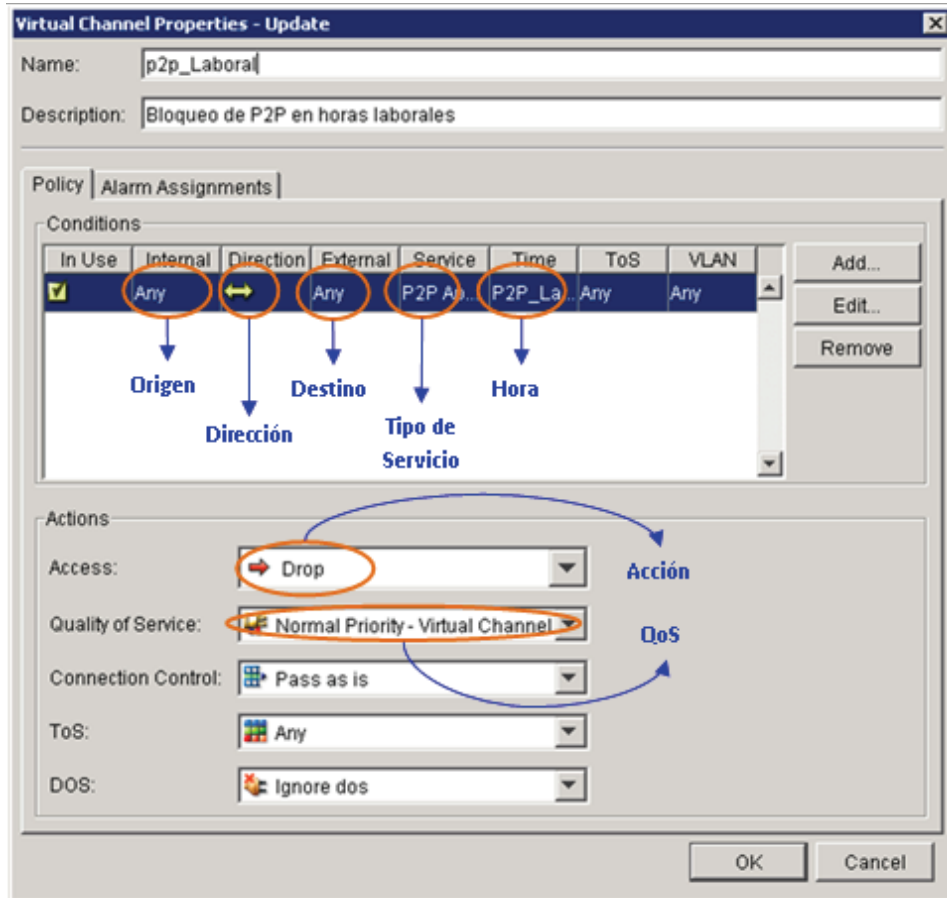 Virtual Channel Properties - Update
Name: p2p_Laboral
Description: Bloqueo de P2P en horas laborales
Policy Alarm Assignments
Conditions
In Use Internal Direction External Service Time ToS VLAN
Any Any P2P Ap... P2P_La... Any Any
Add...
Edit...
Remove
Origen Destino Hora
Dirección Tipo de
Servicio
Actions
Access: Drop Acción
Quality of Service: Normal Priority - Virtual Channel QoS
Connection Control: Pass as is
ToS: Any
DOS: Ignore dos
OK Cancel